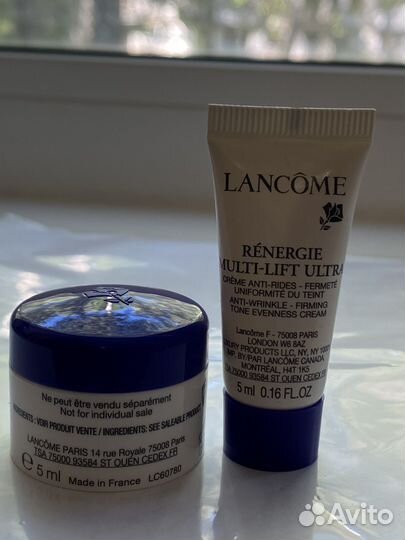 LANCÔME
RÉNERGIE
MULTI-LIFT ULTRA
CRÈME ANTI-RIDES - FERMETÉ
UNIFORMITÉ DU TEINT
ANTI-WRINKLE - FIRMING
TONE EVENNESS CREAM
Lancôme F - 75008 PARIS
LONDON W6 8AZ
LUXURY PRODUCTS LLC, NY, NY 10001
IMP. BY/PAR LANCÔME CANADA,
MONTRÉAL, H4T 1K5
TSA 75000 93584 ST OUEN CEDEX FR
5 ml 0.16 FL.OZ
Ne peut être vendu séparément
Not for individual sale
INGREDIENTS : VOIR PRODUIT VENTE / INGREDIENTS: SEE SALEABLE PRODUCT
LANCÔME PARIS 14 rue Royale 75008 Paris
TSA 75000 93584 ST OUEN CEDEX FR
e 5 ml Made in France LC60780
Avito